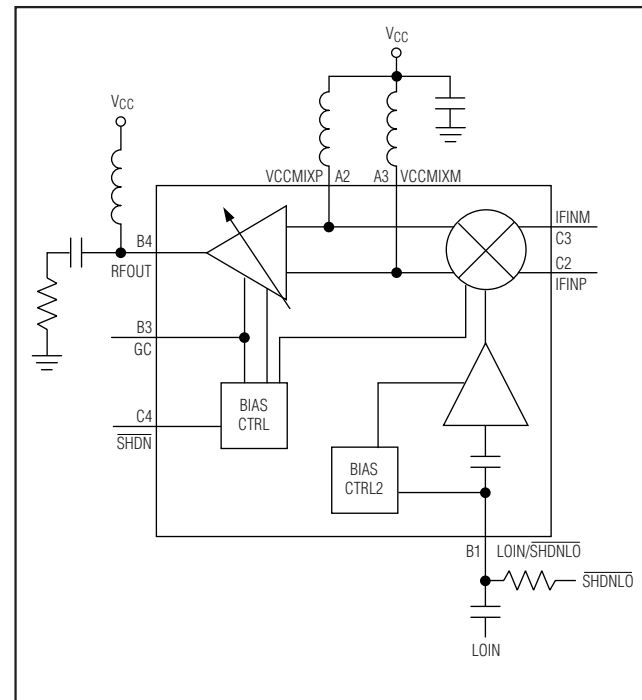 VCC
VCC
VCCMIXP A2 A3 VCCMIXM
B4
RFOUT
IFINM
C3
C2
IFINP
B3
GC
BIAS
CTRL
C4
SHDN
BIAS
CTRL2
B1 LOIN/SHDNLO
SHDNLO
LOIN